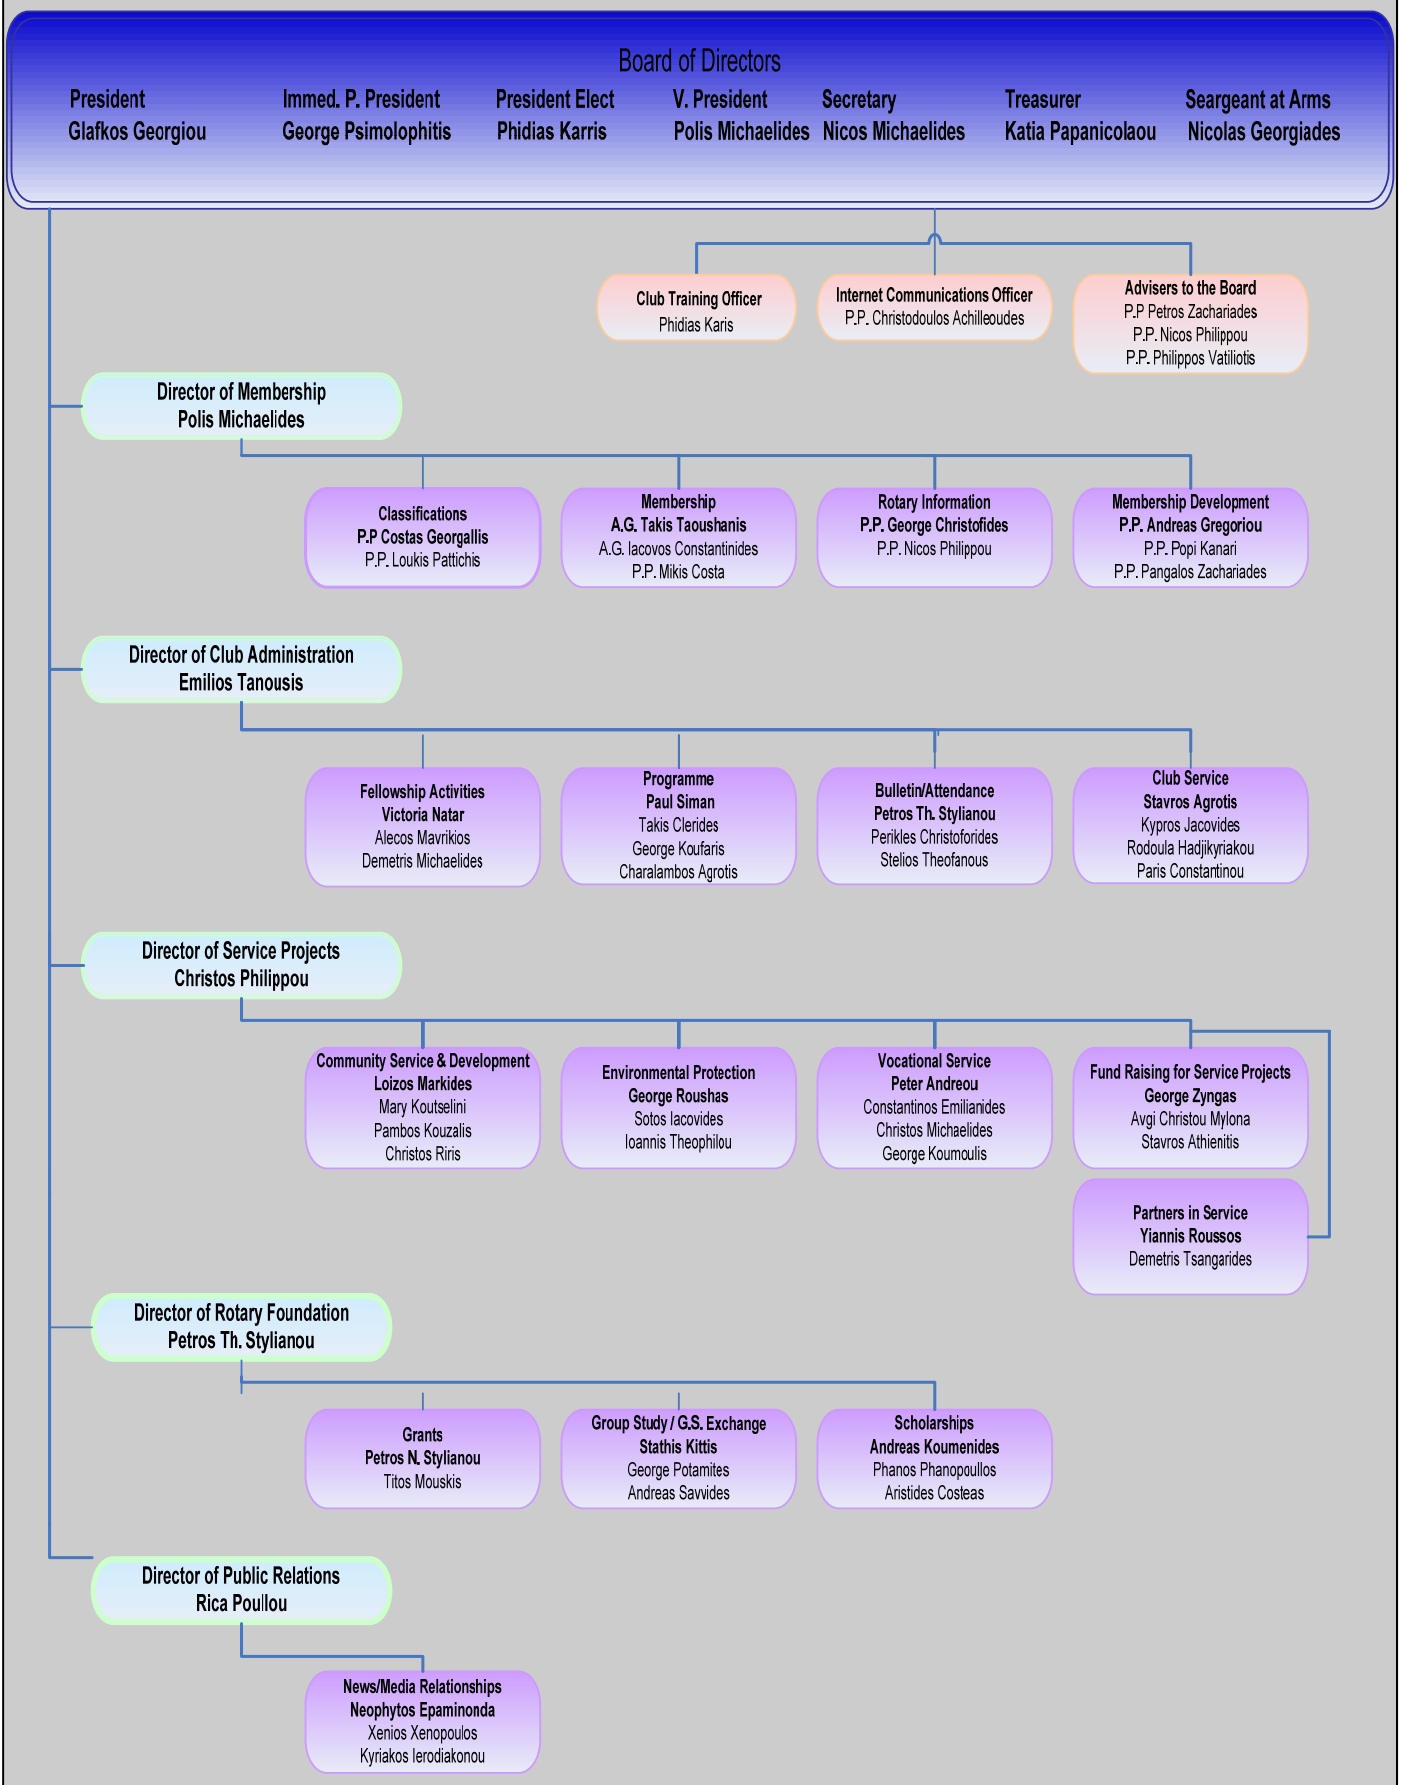 Board of Directors
President
Glafkos Georgiou
Immed. P. President
George Psimolophitis
President Elect
Phidias Karris
V. President
Polis Michaelides
Secretary
Nicos Michaelides
Treasurer
Katia Papanicolaou
Seargeant at Arms
Nicolas Georgiades
Club Training Officer
Phidias Karis
Internet Communications Officer
P.P. Christodoulos Achilleoudes
Advisers to the Board
P.P Petros Zachariades
P.P. Nicos Philippou
P.P. Philippos Vatiliotis
Director of Membership
Polis Michaelides
Classifications
P.P Costas Georgallis
P.P. Loukis Pattichis
Membership
A.G. Takis Taoushanis
A.G. Iacovos Constantinides
P.P. Mikis Costa
Rotary Information
P.P. George Christofides
P.P. Nicos Philippou
Membership Development
P.P. Andreas Gregoriou
P.P. Popi Kanari
P.P. Pangalos Zachariades
Director of Club Administration
Emilios Tanousis
Fellowship Activities
Victoria Natar
Alecos Mavrikios
Demetris Michaelides
Programme
Paul Siman
Takis Clerides
George Koufaris
Charalambos Agrotis
Bulletin/Attendance
Petros Th. Stylianou
Perikles Christoforides
Stelios Theofanous
Club Service
Stavros Agrotis
Kypros Jacovides
Rodoula Hadjikyriakou
Paris Constantinou
Director of Service Projects
Christos Philippou
Community Service & Development
Loizos Markides
Mary Koutselini
Pambos Kouzalis
Christos Riris
Environmental Protection
George Roushas
Sotos Iacovides
Ioannis Theophilou
Vocational Service
Peter Andreou
Constantinos Emilianides
Christos Michaelides
George Koumoulis
Fund Raising for Service Projects
George Zyngas
Avgi Christou Mylona
Stavros Athienitis
Partners in Service
Yiannis Roussos
Demetris Tsangarides
Director of Rotary Foundation
Petros Th. Stylianou
Grants
Petros N. Stylianou
Titos Mouskis
Group Study / G.S. Exchange
Stathis Kittis
George Potamites
Andreas Savvides
Scholarships
Andreas Koumenides
Phanos Phanopoullos
Aristides Costeas
Director of Public Relations
Rica Poullou
News/Media Relationships
Neophytos Epaminonda
Xenios Xenopoulos
Kyriakos Ierodiakonou